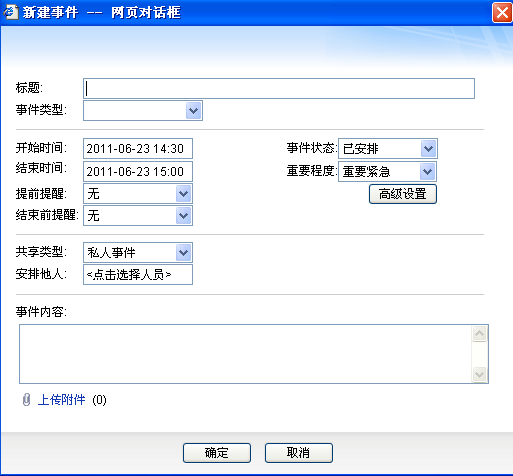 新建事件 -- 网页对话框
标题:
事件类型:
开始时间: 2011-06-23 14:30 事件状态: 已安排
结束时间: 2011-06-23 15:00 重要程度: 重要紧急
提前提醒: 无 高级设置
结束前提醒: 无
共享类型: 私人事件
安排他人: <点击选择人员>
事件内容:
上传附件 (0)
确定 取消